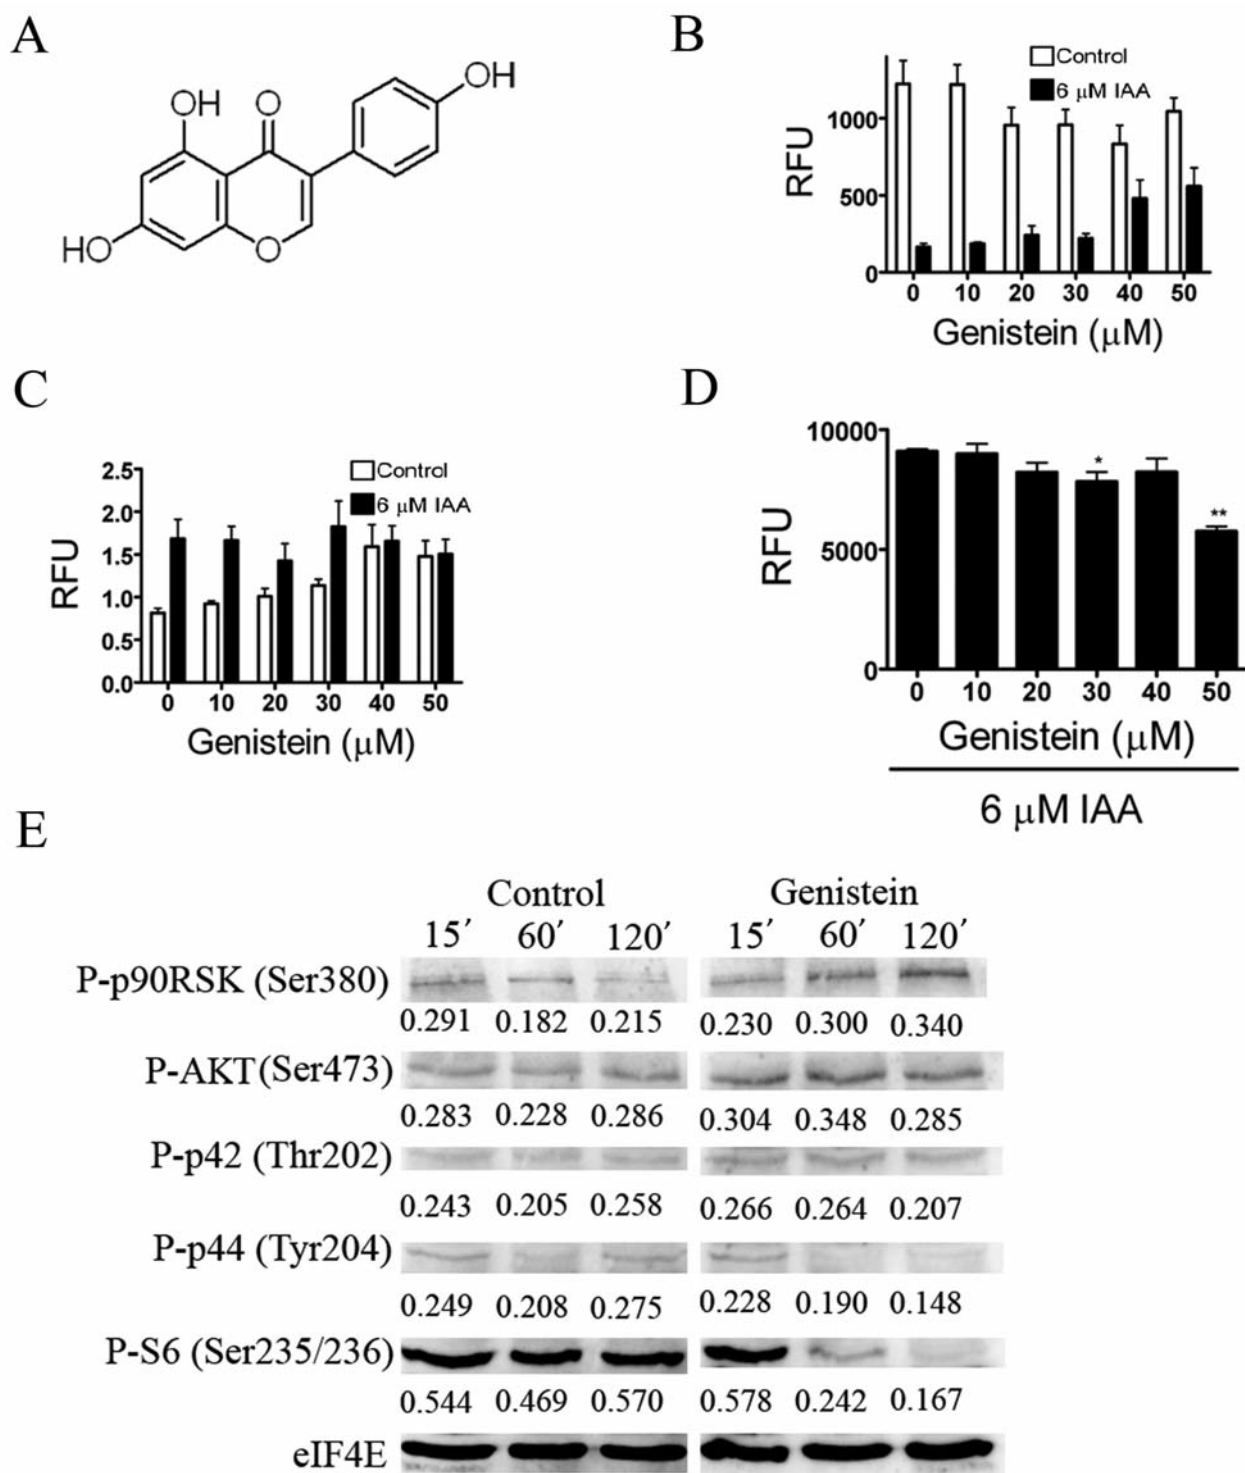 A
OH
O
OH
HO
O
B
Control
6 μM IAA
RFU
1000
500
0
0 10 20 30 40 50
Genistein (μM)
C
Control
6 μM IAA
RFU
2.5
2.0
1.5
1.0
0.5
0.0
0 10 20 30 40 50
Genistein (μM)
D
RFU
10000
5000
0
*
**
0 10 20 30 40 50
Genistein (μM)
6 μM IAA
E
Control Genistein
15′ 60′ 120′ 15′ 60′ 120′
P-p90RSK (Ser380)
0.291 0.182 0.215 0.230 0.300 0.340
P-AKT(Ser473)
0.283 0.228 0.286 0.304 0.348 0.285
P-p42 (Thr202)
0.243 0.205 0.258 0.266 0.264 0.207
P-p44 (Tyr204)
0.249 0.208 0.275 0.228 0.190 0.148
P-S6 (Ser235/236)
0.544 0.469 0.570 0.578 0.242 0.167
eIF4E